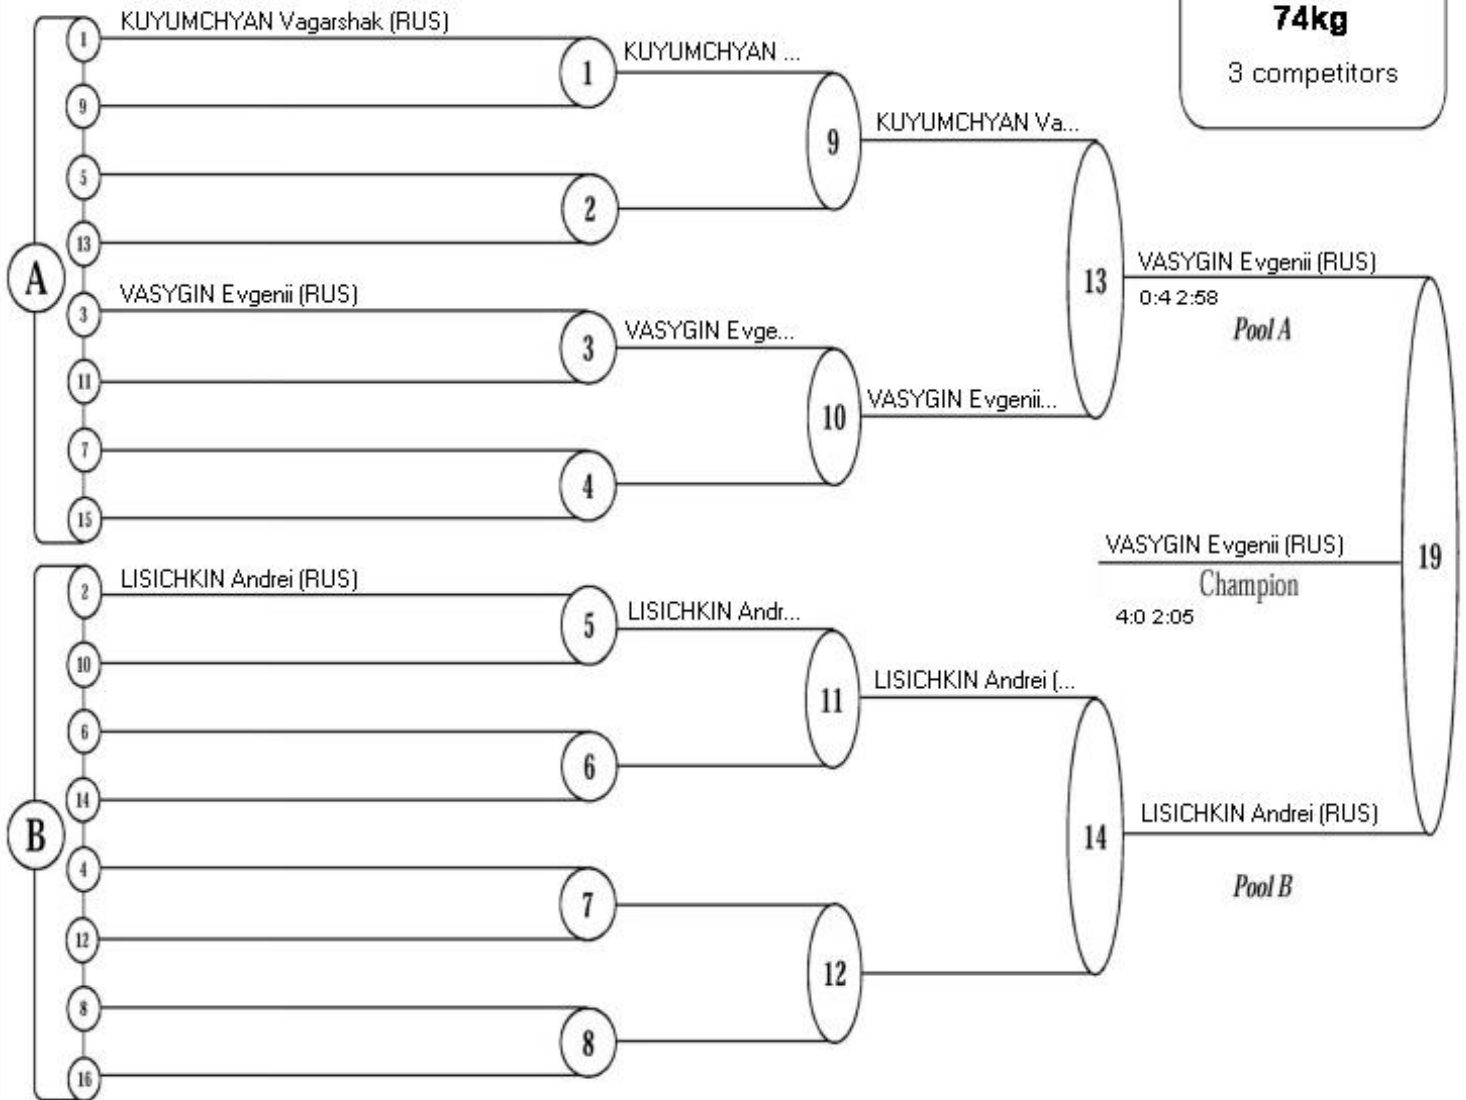 74kg
3 competitors
A
1
KUYUMCHYAN Vagarshak (RUS)
9
5
13
3
VASYGIN Evgenii (RUS)
11
7
15
1
2
3
4
KUYUMCHYAN ...
VASYGIN Evge...
9
10
KUYUMCHYAN Va...
VASYGIN Evgenii...
13
VASYGIN Evgenii (RUS)
0:4 2:58
Pool A
B
2
LISICHKIN Andrei (RUS)
10
6
14
4
12
8
16
5
6
7
8
LISICHKIN Andr...
11
12
LISICHKIN Andrei (...
14
LISICHKIN Andrei (RUS)
Pool B
19
VASYGIN Evgenii (RUS)
Champion
4:0 2:05